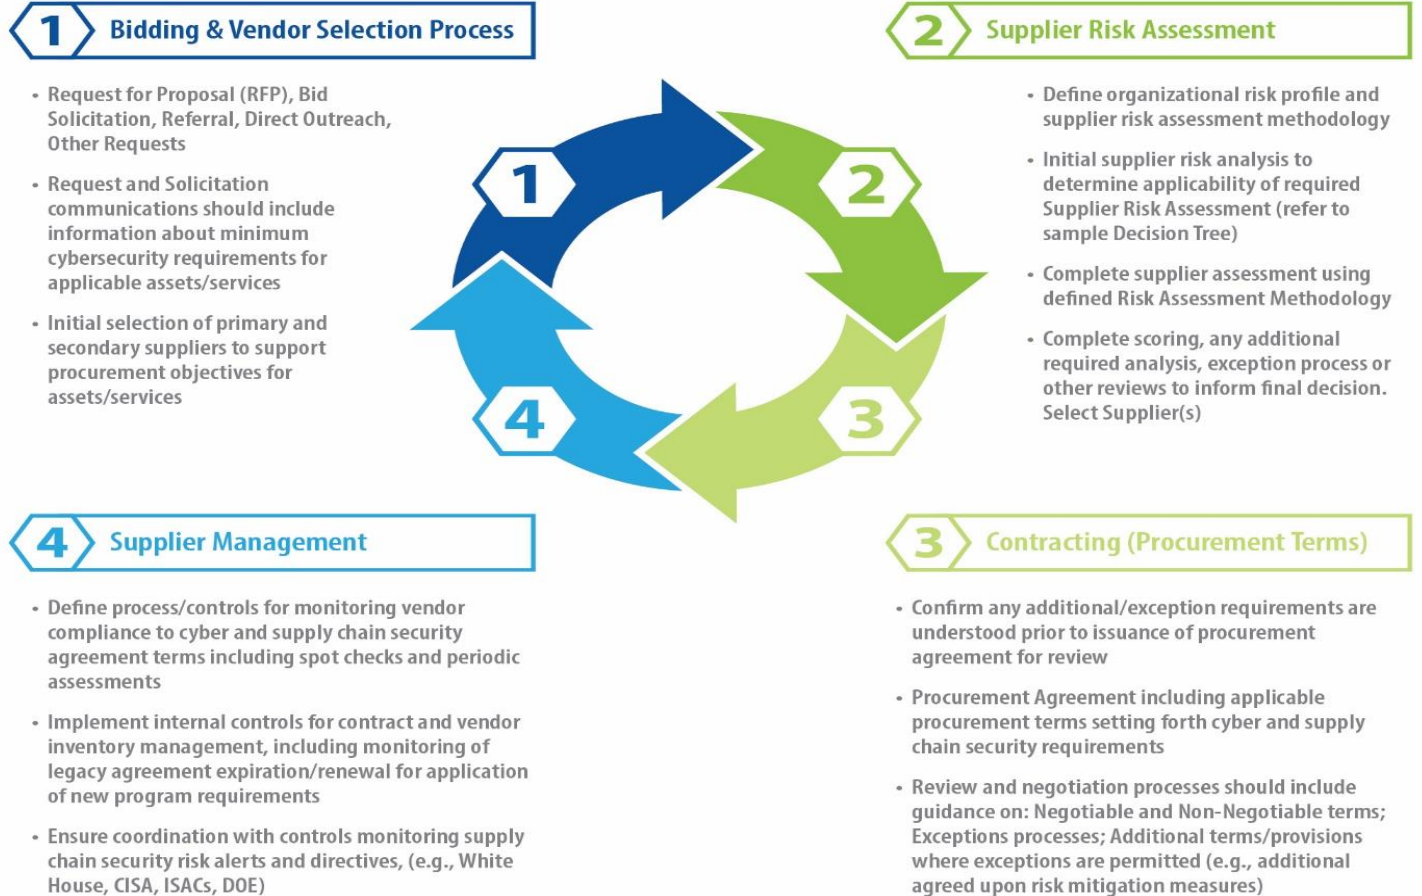 1 Bidding & Vendor Selection Process
• Request for Proposal (RFP), Bid
Solicitation, Referral, Direct Outreach,
Other Requests
• Request and Solicitation
communications should include
information about minimum
cybersecurity requirements for
applicable assets/services
• Initial selection of primary and
secondary suppliers to support
procurement objectives for
assets/services
2 Supplier Risk Assessment
• Define organizational risk profile and
supplier risk assessment methodology
• Initial supplier risk analysis to
determine applicability of required
Supplier Risk Assessment (refer to
sample Decision Tree)
• Complete supplier assessment using
defined Risk Assessment Methodology
• Complete scoring, any additional
required analysis, exception process or
other reviews to inform final decision.
Select Supplier(s)
1
2
3
4
3 Contracting (Procurement Terms)
• Confirm any additional/exception requirements are
understood prior to issuance of procurement
agreement for review
• Procurement Agreement including applicable
procurement terms setting forth cyber and supply
chain security requirements
• Review and negotiation processes should include
guidance on: Negotiable and Non-Negotiable terms;
Exceptions processes; Additional terms/provisions
where exceptions are permitted (e.g., additional
agreed upon risk mitigation measures)
4 Supplier Management
• Define process/controls for monitoring vendor
compliance to cyber and supply chain security
agreement terms including spot checks and periodic
assessments
• Implement internal controls for contract and vendor
inventory management, including monitoring of
legacy agreement expiration/renewal for application
of new program requirements
• Ensure coordination with controls monitoring supply
chain security risk alerts and directives, (e.g., White
House, CISA, ISACs, DOE)